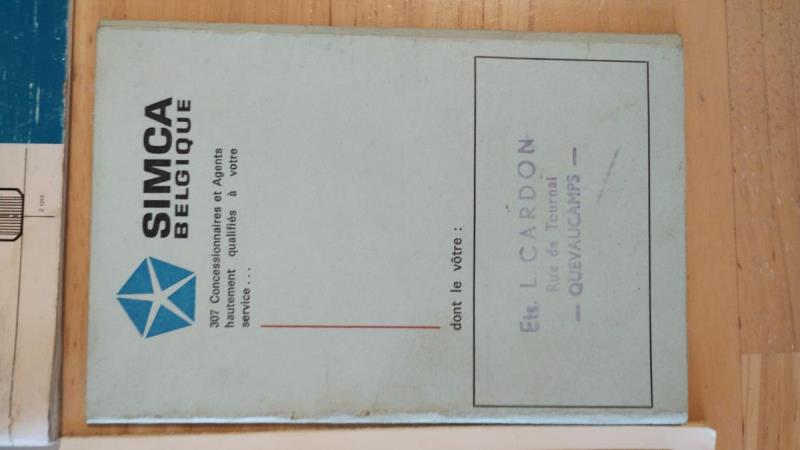 SIMCA
BELGIQUE
307 Concessionnaires et Agents
hautement qualifiés à votre
service...
dont le vôtre :
Ets. L. CARDON
Rue de Tournai
— QUEVAUCAMPS —
Z 1015